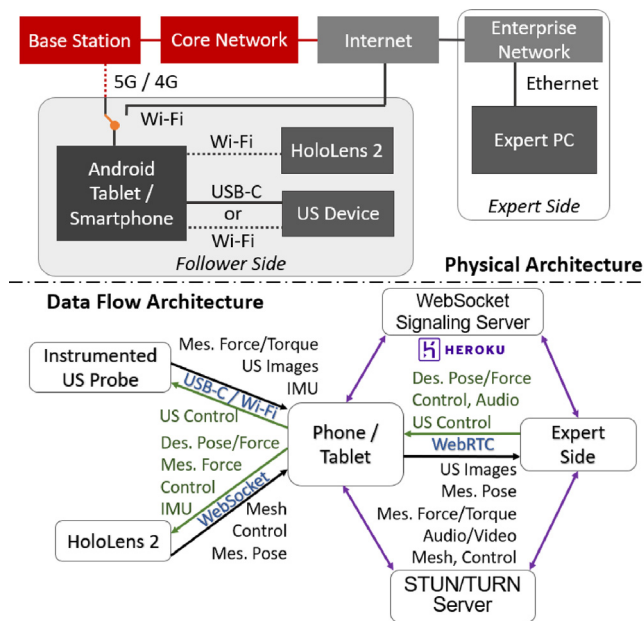 Base Station
Core Network
Internet
Enterprise
Network
5G / 4G
Ethernet
Wi-Fi
Android
Tablet /
Smartphone
Wi-Fi
HoloLens 2
Expert PC
USB-C
or
Wi-Fi
US Device
Follower Side
Expert Side
Physical Architecture
Data Flow Architecture
WebSocket
Signaling Server
HEROKU
Instrumented
US Probe
Mes. Force/Torque
US Images
IMU
USB-C / Wi-Fi
US Control
Des. Pose/Force
Mes. Force
Control
IMU
WebSocket
Mesh
Control
Mes. Pose
HoloLens 2
Phone /
Tablet
Des. Pose/Force
Control, Audio
US Control
WebRTC
US Images
Mes. Pose
Mes. Force/Torque
Audio/Video
Mesh, Control
Expert
Side
STUN/TURN
Server